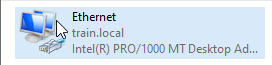 Ethernet
train.local
Intel(R) PRO/1000 MT Desktop Ad...